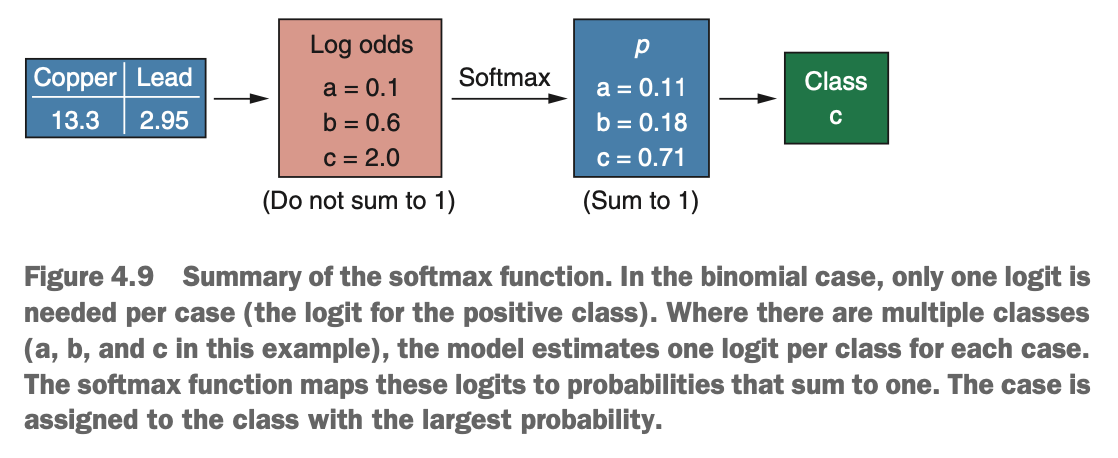 Copper Lead
13.3 2.95
Log odds
a = 0.1
b = 0.6
c = 2.0
(Do not sum to 1)
Softmax
p
a = 0.11
b = 0.18
c = 0.71
(Sum to 1)
Class
c
Figure 4.9 Summary of the softmax function. In the binomial case, only one logit is
needed per case (the logit for the positive class). Where there are multiple classes
(a, b, and c in this example), the model estimates one logit per class for each case.
The softmax function maps these logits to probabilities that sum to one. The case is
assigned to the class with the largest probability.